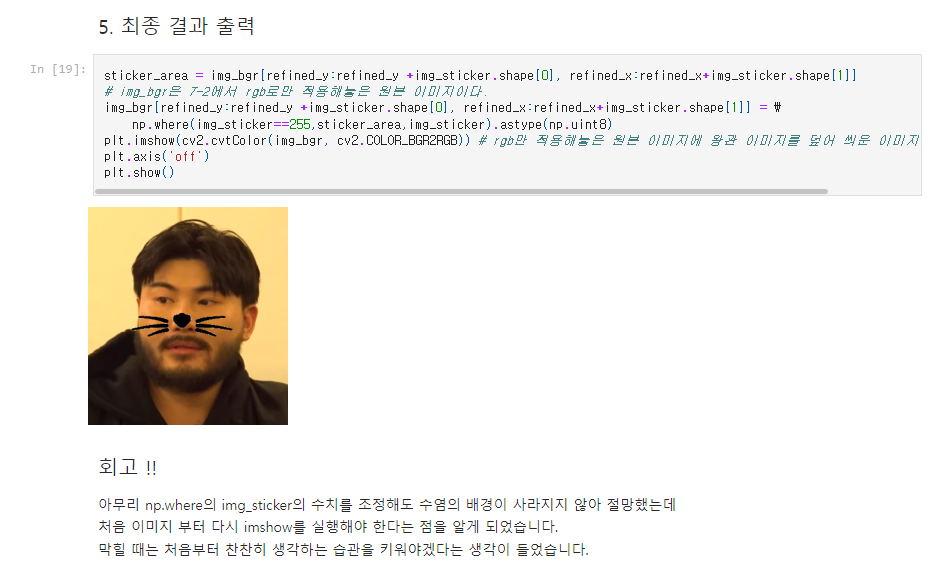 5. 최종 결과 출력
In [19]:
sticker_area = img_bgr[refined_y:refined_y +img_sticker.shape[0], refined_x:refined_x+img_sticker.shape[1]]
# img_bgr은 7-2에서 rgb로만 적용해놓은 원본 이미지이다.
img_bgr[refined_y:refined_y +img_sticker.shape[0], refined_x:refined_x+img_sticker.shape[1]] = \
np.where(img_sticker==255,sticker_area,img_sticker).astype(np.uint8)
plt.imshow(cv2.cvtColor(img_bgr, cv2.COLOR_BGR2RGB)) # rgb만 적용해놓은 원본 이미지에 왕관 이미지를 덮어 씌운 이미지
plt.axis('off')
plt.show()
회고 !!
아무리 np.where의 img_sticker의 수치를 조정해도 수염의 배경이 사라지지 않아 절망했는데
처음 이미지 부터 다시 imshow를 실행해야 한다는 점을 알게 되었습니다.
막힐 때는 처음부터 찬찬히 생각하는 습관을 키워야겠다는 생각이 들었습니다.